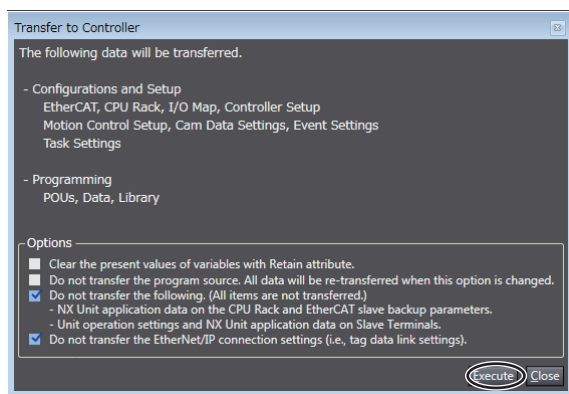 Transfer to Controller
The following data will be transferred.
- Configurations and Setup
EtherCAT, CPU Rack, I/O Map, Controller Setup
Motion Control Setup, Cam Data Settings, Event Settings
Task Settings
- Programming
POUs, Data, Library
Options
Clear the present values of variables with Retain attribute.
Do not transfer the program source. All data will be re-transferred when this option is changed.
Do not transfer the following. (All items are not transferred.)
- NX Unit application data on the CPU Rack and EtherCAT slave backup parameters.
- Unit operation settings and NX Unit application data on Slave Terminals.
Do not transfer the EtherNet/IP connection settings (i.e., tag data link settings).
Execute Close